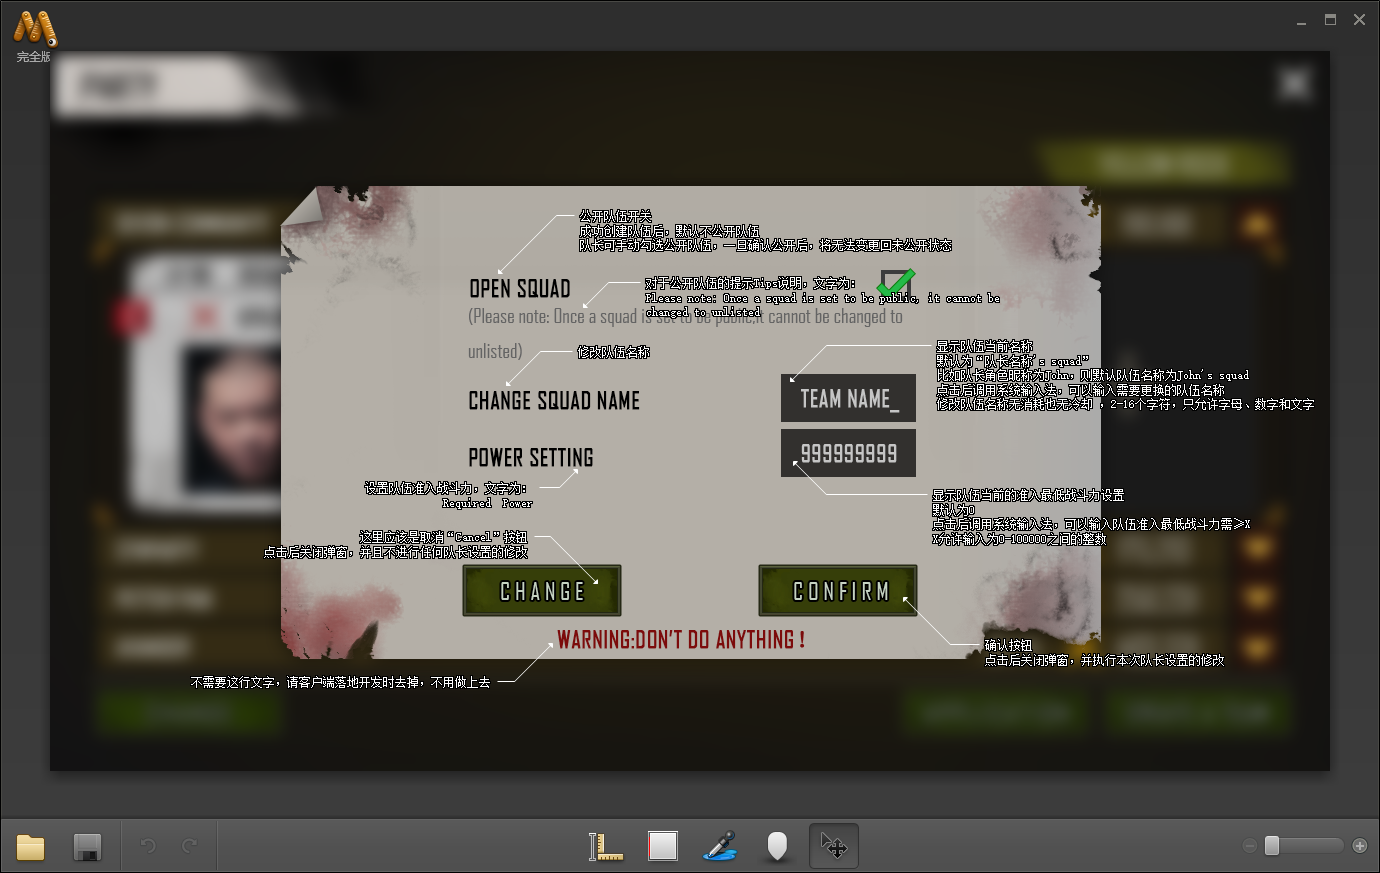 完全版
公开队伍开关
成功创建队伍后，默认不公开队伍
队长可手动勾选公开队伍，一旦确认公开后，将无法变更回未公开状态
OPEN SQUAD
对于公开队伍的提示Tips说明，文字为：
Please note: Once a squad is set to be public, it cannot be
changed to unlisted
(Please note: Once a squad is set to be public,it cannot be changed to
unlisted)
修改队伍名称
CHANGE SQUAD NAME
TEAM NAME_
显示队伍当前名称
默认为“队长名称's squad”
比如队长角色昵称为John，则默认队伍名称为John's squad
点击后调用系统输入法，可以输入需要更换的队伍名称
修改队伍名称无消耗也无冷却，2-16个字符，只允许字母、数字和文字
POWER SETTING
999999999
设置队伍准入战斗力，文字为：
Required Power
显示队伍当前的准入最低战斗力设置
默认为0
点击后调用系统输入法，可以输入队伍准入最低战斗力需≥X
X允许输入为0-100000之间的整数
这里应该是取消“Cancel”按钮
点击后关闭弹窗，并且不进行任何队长设置的修改
CHANGE
CONFIRM
WARNING:DON'T DO ANYTHING !
确认按钮
点击后关闭弹窗，并执行本次队长设置的修改
不需要这行文字，请客户端落地开发时去掉，不用做上去